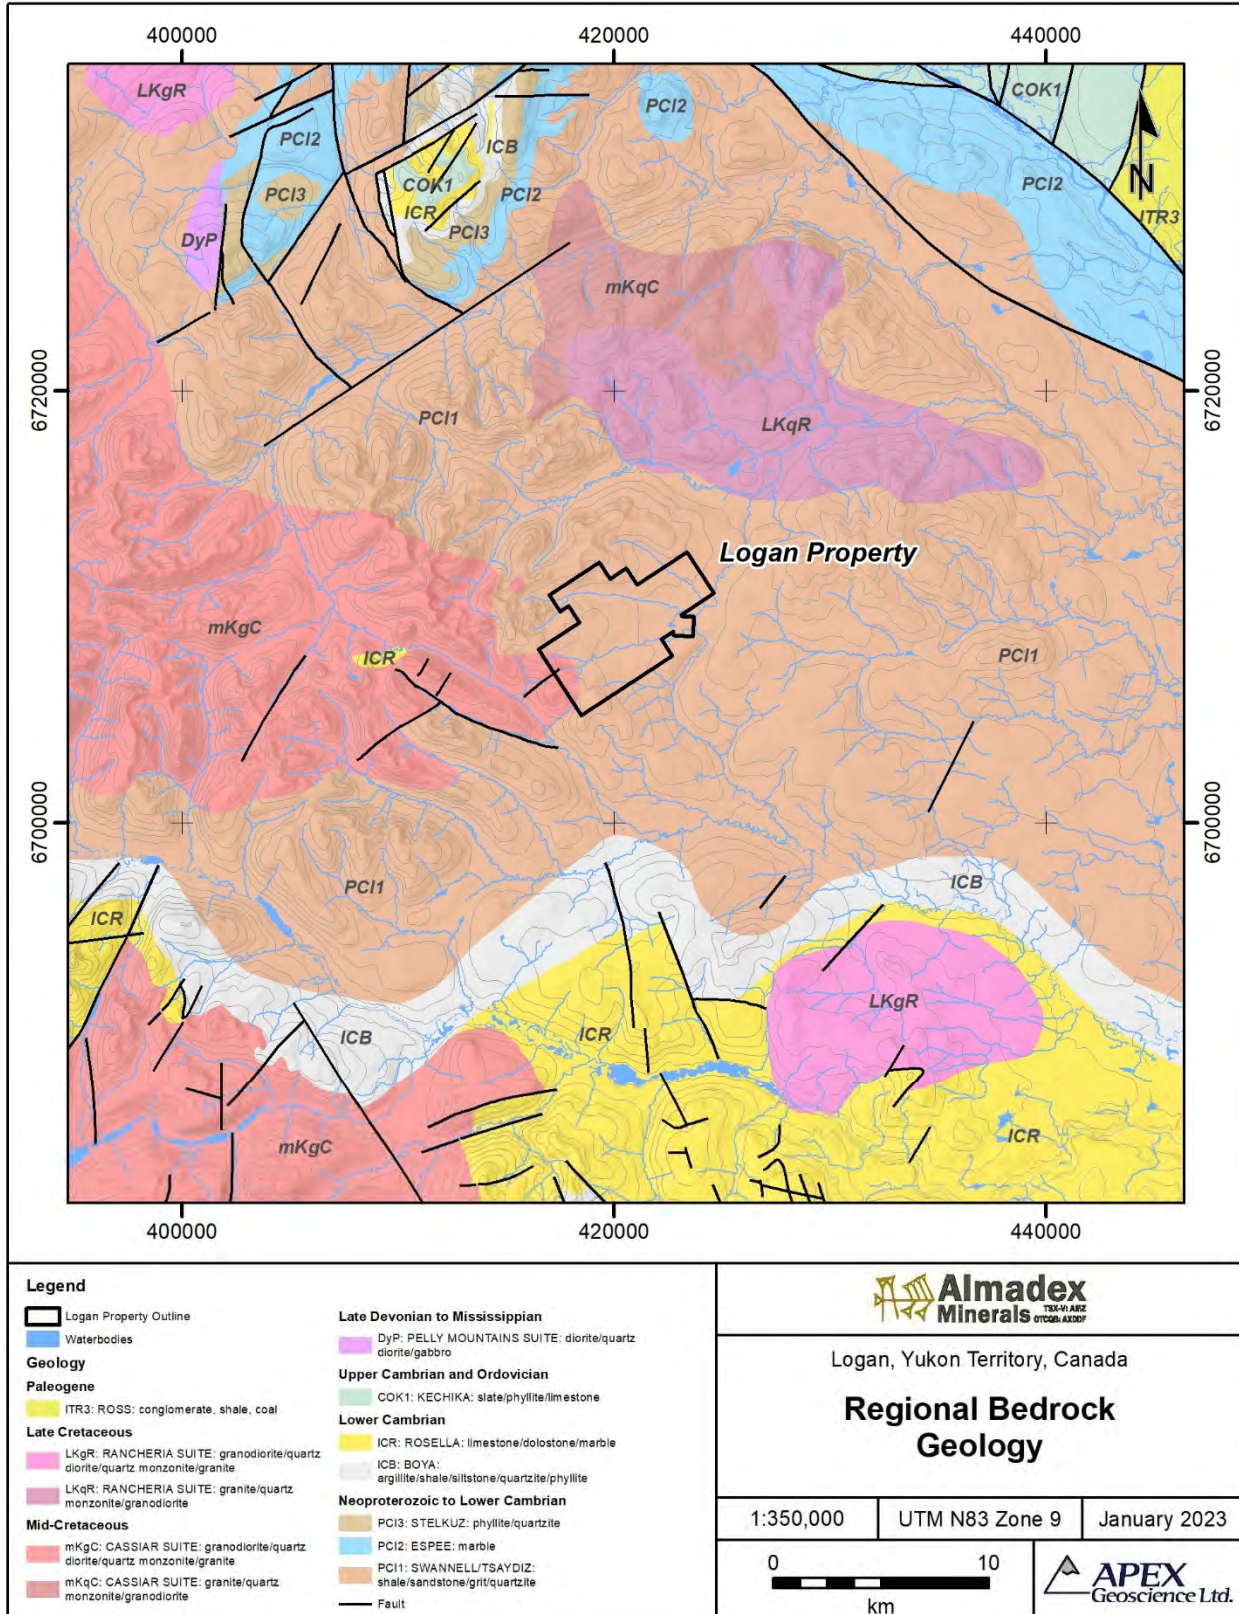 400000
420000
440000
LKgR
PCI2
COK1
PCI2
ICB
PCI3
COK1
PCI2
PCI2
ICR
PCI3
ITR3
DyP
N
mKqC
6720000
6720000
PCI1
LKqR
Logan Property
mKgC
ICR
PCI1
6700000
6700000
PCI1
ICB
ICR
LKgR
ICB
ICR
mKgC
ICR
400000
420000
440000
Legend
Logan Property Outline
Waterbodies
Geology
Paleogene
ITR3: ROSS: conglomerate, shale, coal
Late Cretaceous
LKgR: RANCHERIA SUITE: granodiorite/quartz
diorite/quartz monzonite/granite
LKqR: RANCHERIA SUITE: granite/quartz
monzonite/granodiorite
Mid-Cretaceous
mKgC: CASSIAR SUITE: granodiorite/quartz
diorite/quartz monzonite/granite
mKqC: CASSIAR SUITE: granite/quartz
monzonite/granodiorite
Late Devonian to Mississippian
DyP: PELLY MOUNTAINS SUITE: diorite/quartz
diorite/gabbro
Upper Cambrian and Ordovician
COK1: KECHIKA: slate/phyllite/limestone
Lower Cambrian
ICR: ROSELLA: limestone/dolostone/marble
ICB: BOYA:
argillite/shale/siltstone/quartzite/phyllite
Neoproterozoic to Lower Cambrian
PCI3: STELKUZ: phyllite/quartzite
PCI2: ESPEE: marble
PCI1: SWANNELL/TSAYDIZ:
shale/sandstone/grit/quartzite
Fault
Almadex
Minerals
TSX-V: AMZ
OTCQB: AXDDF
Logan, Yukon Territory, Canada
Regional Bedrock
Geology
1:350,000
UTM N83 Zone 9
January 2023
0 10
km
APEX
Geoscience Ltd.